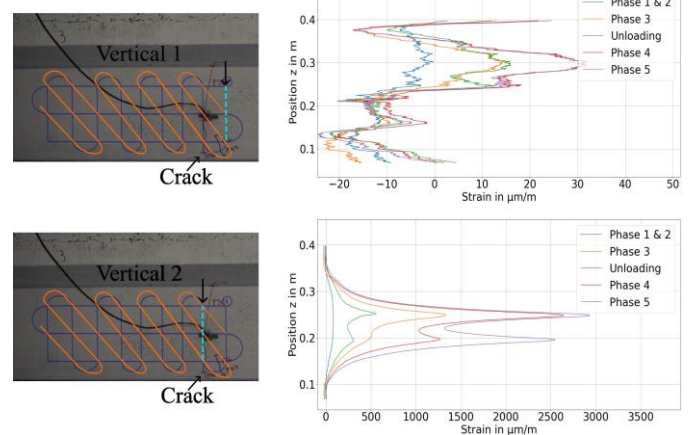 Vertical 1
Crack
Phase 1 & 2
Phase 3
Unloading
Phase 4
Phase 5
Position z in m
0.4
0.3
0.2
0.1
−20 −10 0 10 20 30 40 50
Strain in μm/m
Vertical 2
Crack
Phase 1 & 2
Phase 3
Unloading
Phase 4
Phase 5
Position z in m
0.4
0.3
0.2
0.1
0 500 1000 1500 2000 2500 3000 3500
Strain in μm/m